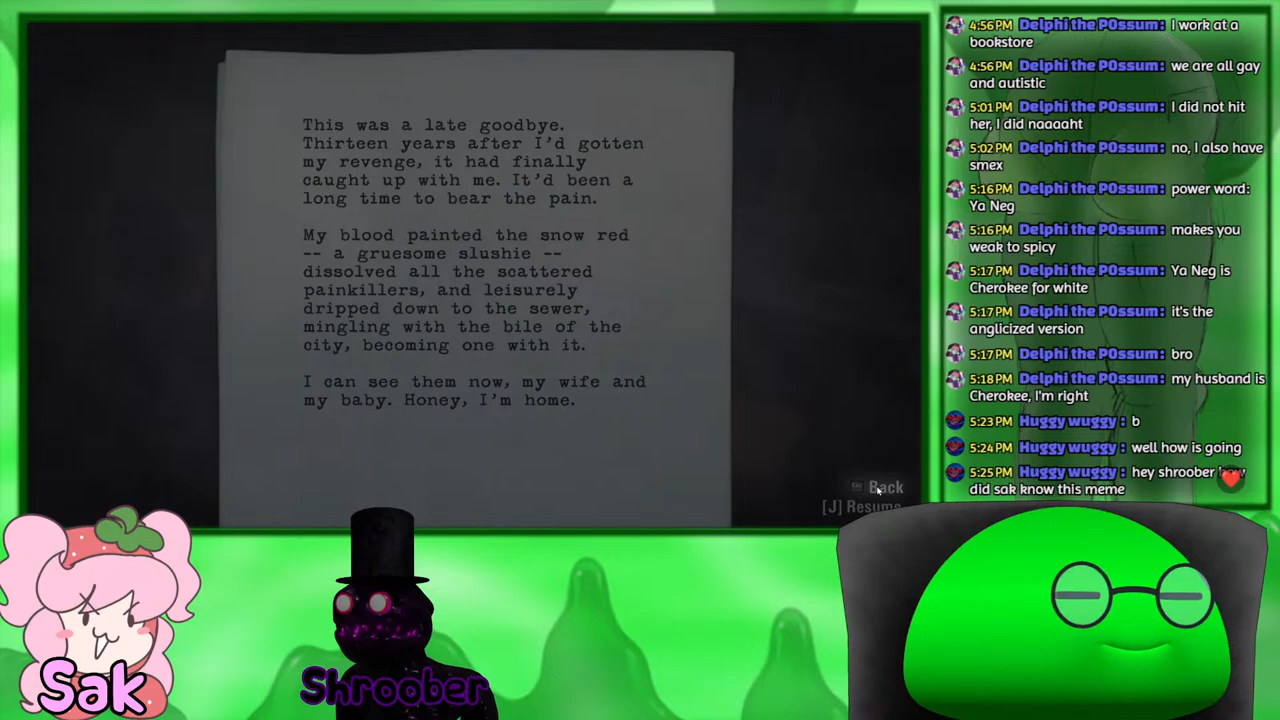 This was a late goodbye.
Thirteen years after I'd gotten
my revenge, it had finally
caught up with me. It'd been a
long time to bear the pain.
My blood painted the snow red
-- a gruesome slushie --
dissolved all the scattered
painkillers, and leisurely
dripped down to the sewer,
mingling with the bile of the
city, becoming one with it.
I can see them now, my wife and
my baby. Honey, I'm home.
Back
[J] Resume
4:56PM Delphi the P0ssum: I work at a
bookstore
4:56PM Delphi the P0ssum: we are all gay
and autistic
5:01PM Delphi the P0ssum: I did not hit
her, I did naaaaht
5:02PM Delphi the P0ssum: no, I also have
smex
5:16PM Delphi the P0ssum: power word:
Ya Neg
5:16PM Delphi the P0ssum: makes you
weak to spicy
5:17PM Delphi the P0ssum: Ya Neg is
Cherokee for white
5:17PM Delphi the P0ssum: it's the
anglicized version
5:17PM Delphi the P0ssum: bro
5:18PM Delphi the P0ssum: my husband is
Cherokee, I'm right
5:23PM Huggy wuggy: b
5:24PM Huggy wuggy: well how is going
5:25PM Huggy wuggy: hey shroober
did sak know this meme
Sak
Shroober